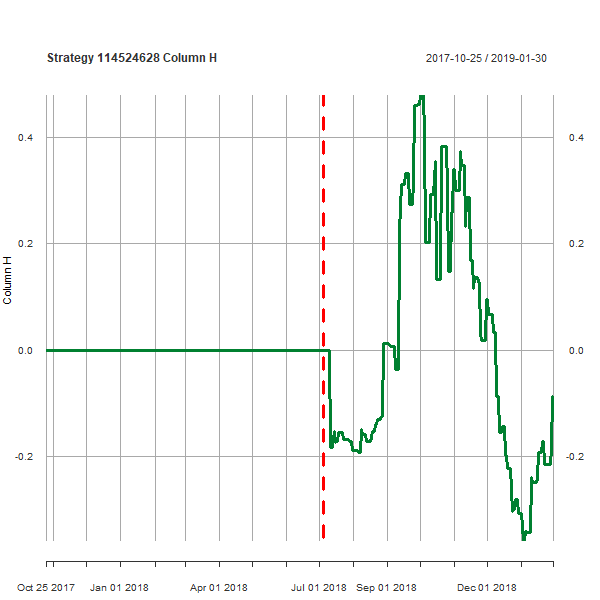 Strategy 114524628 Column H
2017-10-25 / 2019-01-30
0.4
0.4
0.2
0.2
Column H
0.0
0.0
-0.2
-0.2
Oct 25 2017
Jan 01 2018
Apr 01 2018
Jul 01 2018
Sep 01 2018
Dec 01 2018